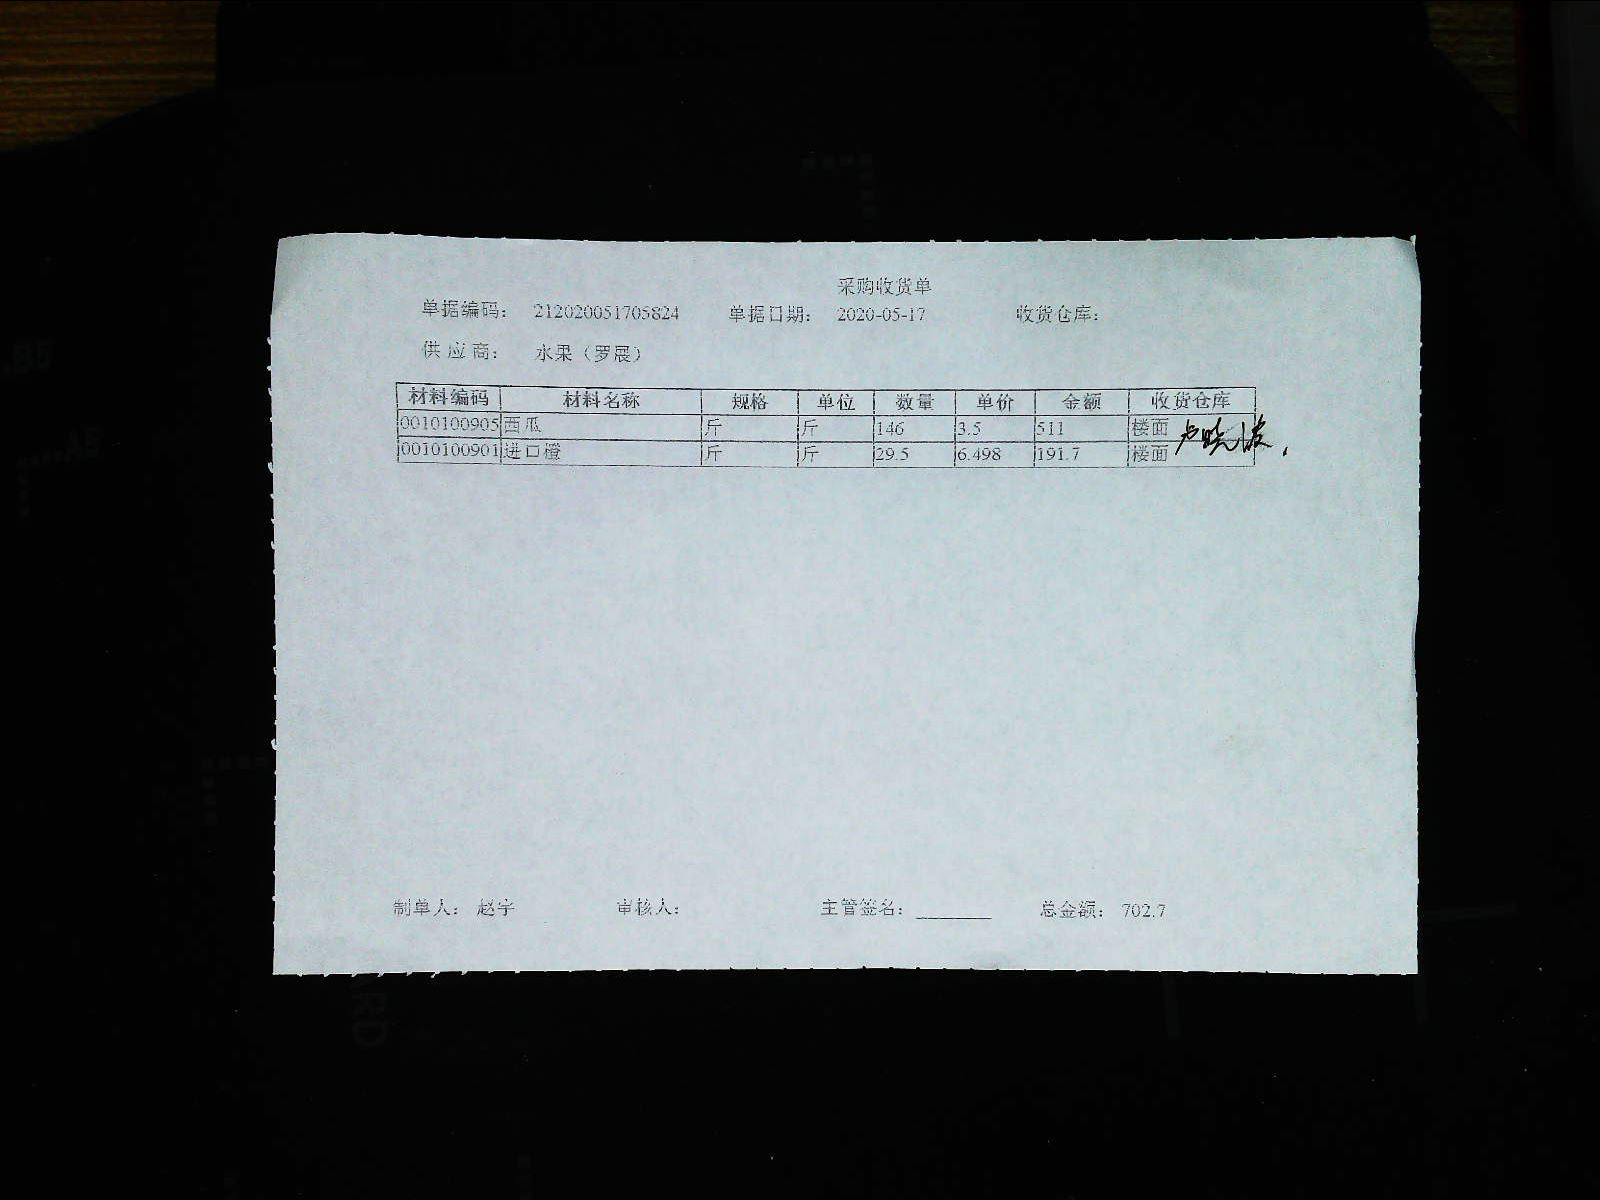 采购收货单
单据编码： 212020051705824 单据日期： 2020-05-17 收货仓库：
供 应 商： 水果（罗展）
材料编码 材料名称 规格 单位 数量 单价 金额 收货仓库
0010100905 西瓜 斤 斤 146 3.5 511 楼面
0010100901 进口橙 斤 斤 29.5 6.498 191.7 楼面
制单人： 赵宇 审核人： 主管签名： ________ 总金额： 702.7